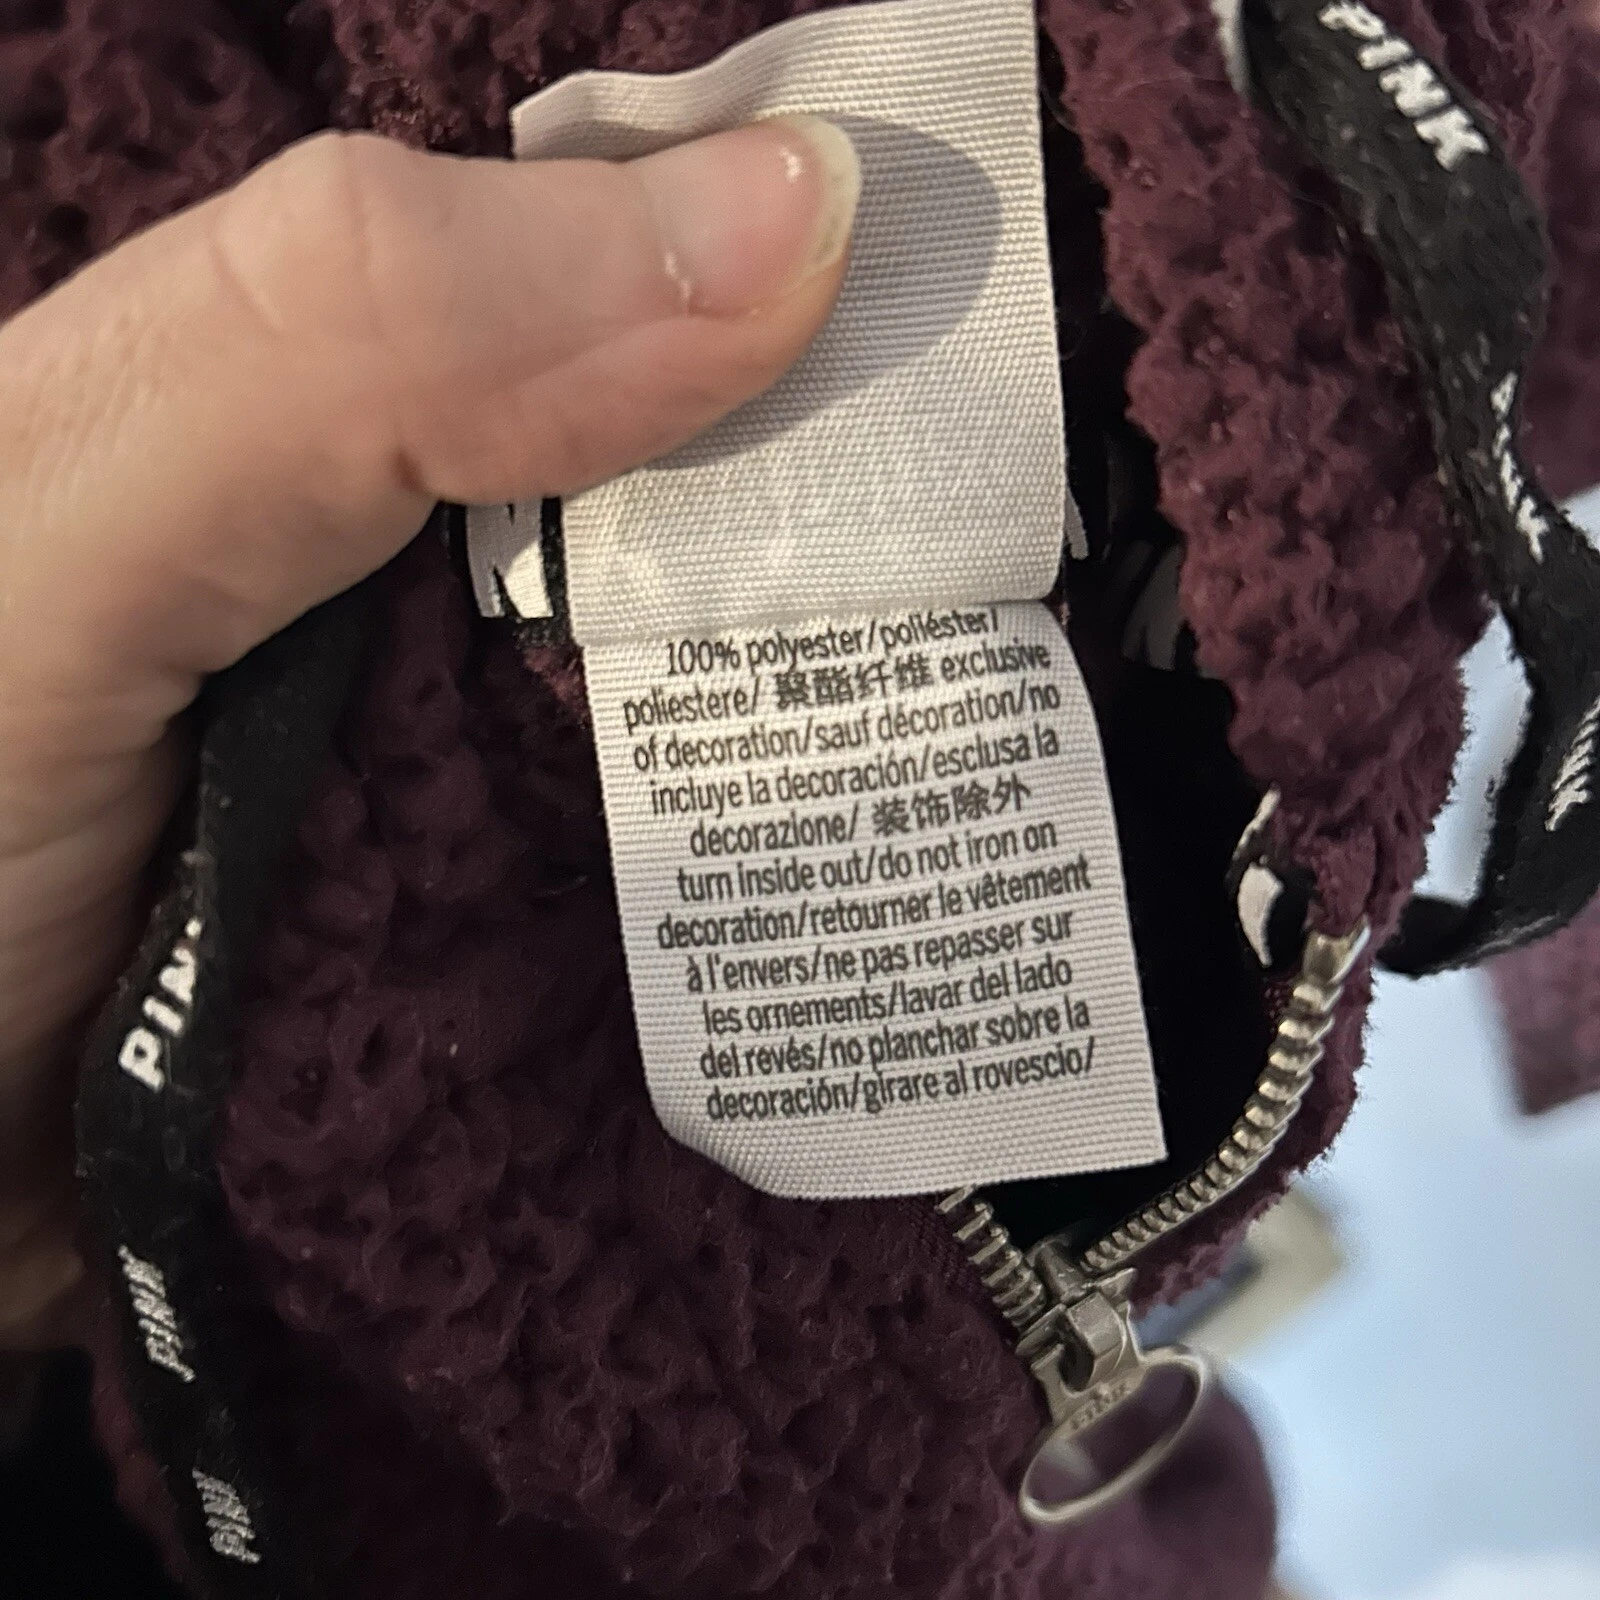 PINK
100% polyester/poliéster/
poliestere/ 聚酯纤维 exclusive
of decoration/sauf décoration/no
incluye la decoración/esclusa la
decorazione/ 装饰除外
turn inside out/do not iron on
decoration/retourner le vêtement
à l'envers/ne pas repasser sur
les ornements/lavar del lado
del revés/no planchar sobre la
decoración/girare al rovescio/
PIN
PINK
PINK
PINK